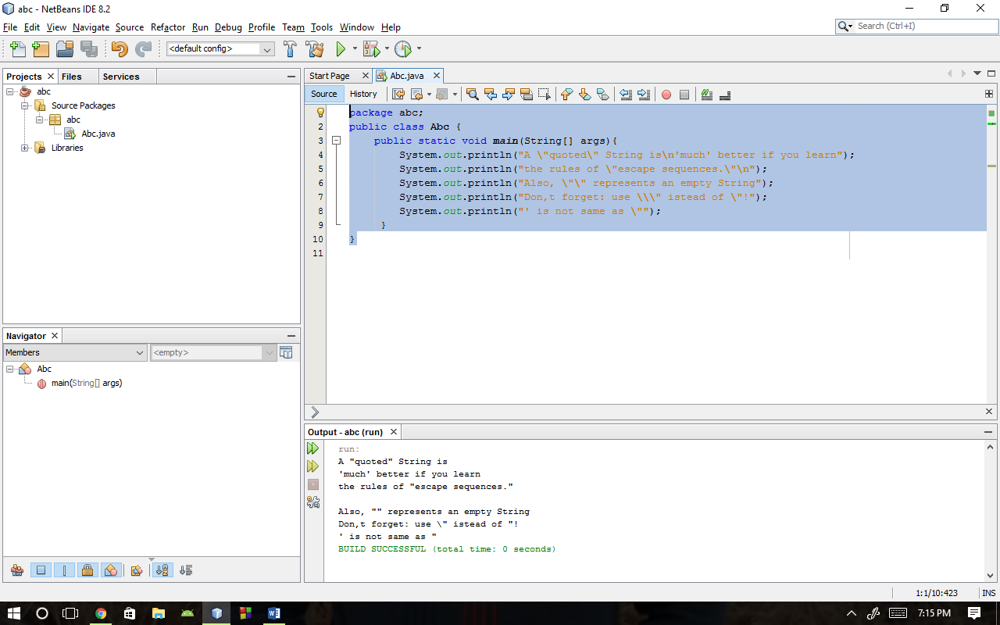 abc - NetBeans IDE 8.2
File Edit View Navigate Source Refactor Run Debug Profile Team Tools Window Help
Search (Ctrl+I)
<default config>
Projects Files Services
abc
Source Packages
abc
Abc.java
Libraries
Navigator
Members <empty>
Abc
main(String[] args)
Start Page Abc.java
Source History
package abc;
2 public class Abc {
3 public static void main(String[] args){
4 System.out.println("A \"quoted\" String is\n'much' better if you learn");
5 System.out.println("the rules of \"escape sequences.\"\n");
6 System.out.println("Also, \"\" represents an empty String");
7 System.out.println("Don,t forget: use \\\" istead of \"!");
8 System.out.println("' is not same as \"");
9 }
10 }
11
Output - abc (run)
run:
A "quoted" String is
'much' better if you learn
the rules of "escape sequences."
Also, "" represents an empty String
Don,t forget: use \" istead of "!
' is not same as "
BUILD SUCCESSFUL (total time: 0 seconds)
1:1/10:423 INS
7:15 PM